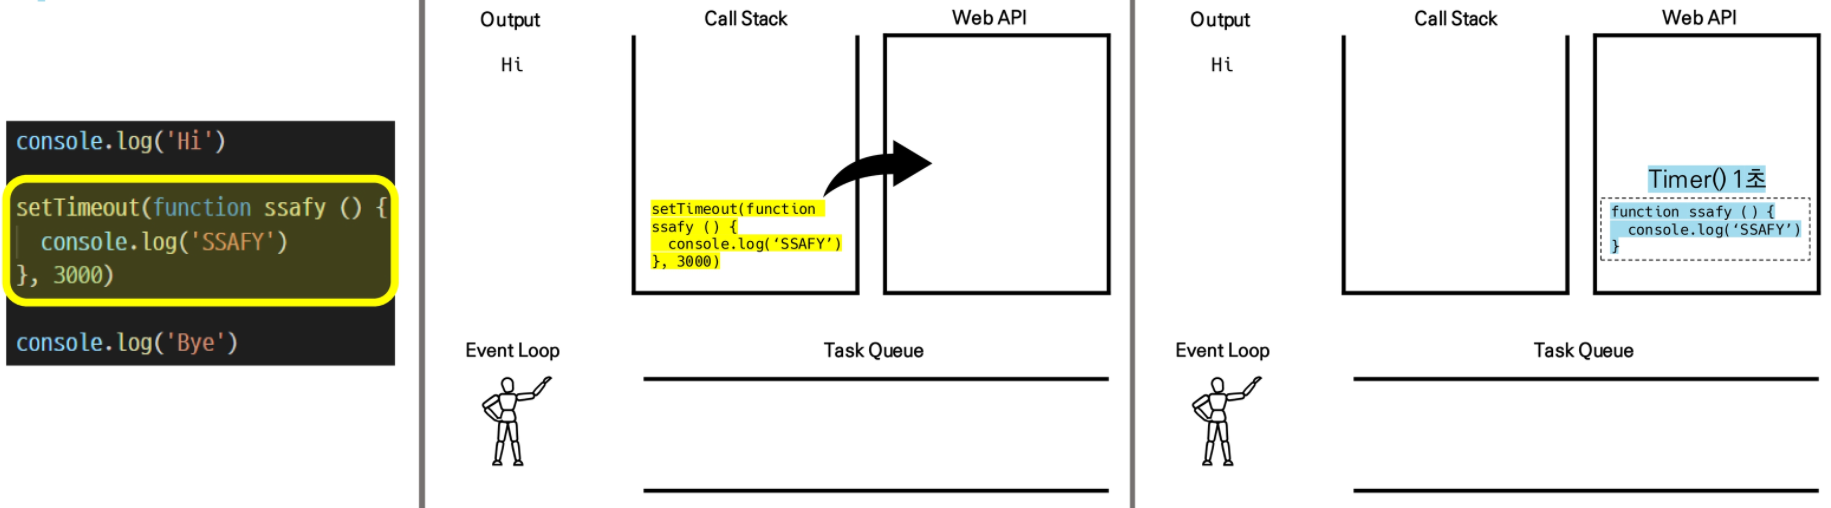 console.log('Hi')
setTimeout(function ssafy () {
console.log('SSAFY')
}, 3000)
console.log('Bye')
Output
Call Stack
Web API
Hi
setTimeout(function
ssafy () {
console.log(‘SSAFY’)
}, 3000)
Event Loop
Task Queue
Output
Call Stack
Web API
Hi
Timer() 1초
function ssafy () {
console.log(‘SSAFY’)
}
Event Loop
Task Queue